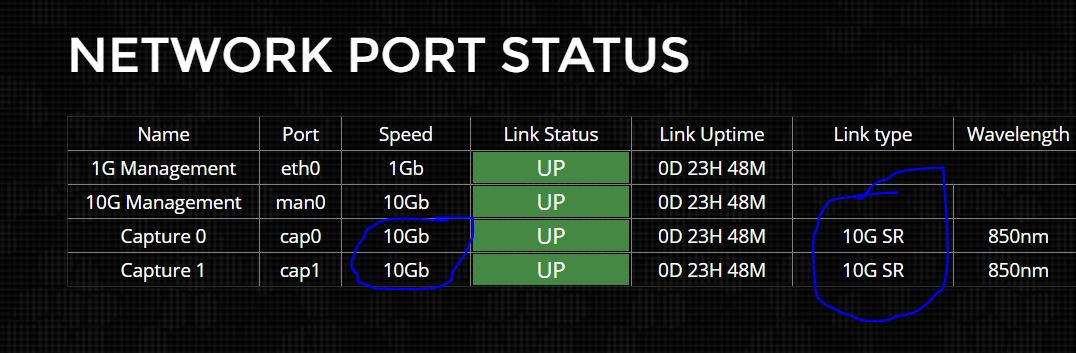 NETWORK PORT STATUS
Name Port Speed Link Status Link Uptime Link type Wavelength
1G Management eth0 1Gb UP 0D 23H 48M
10G Management man0 10Gb UP 0D 23H 48M
Capture 0 cap0 10Gb UP 0D 23H 48M 10G SR 850nm
Capture 1 cap1 10Gb UP 0D 23H 48M 10G SR 850nm